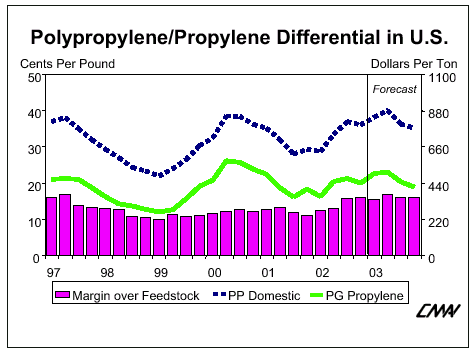 Polypropylene/Propylene Differential in U.S.
Cents Per Pound Dollars Per Ton
50 1100
Forecast
40 880
30 660
20 440
10 220
0 0
97 98 99 00 01 02 03
Margin over Feedstock PP Domestic PG Propylene
CMAI